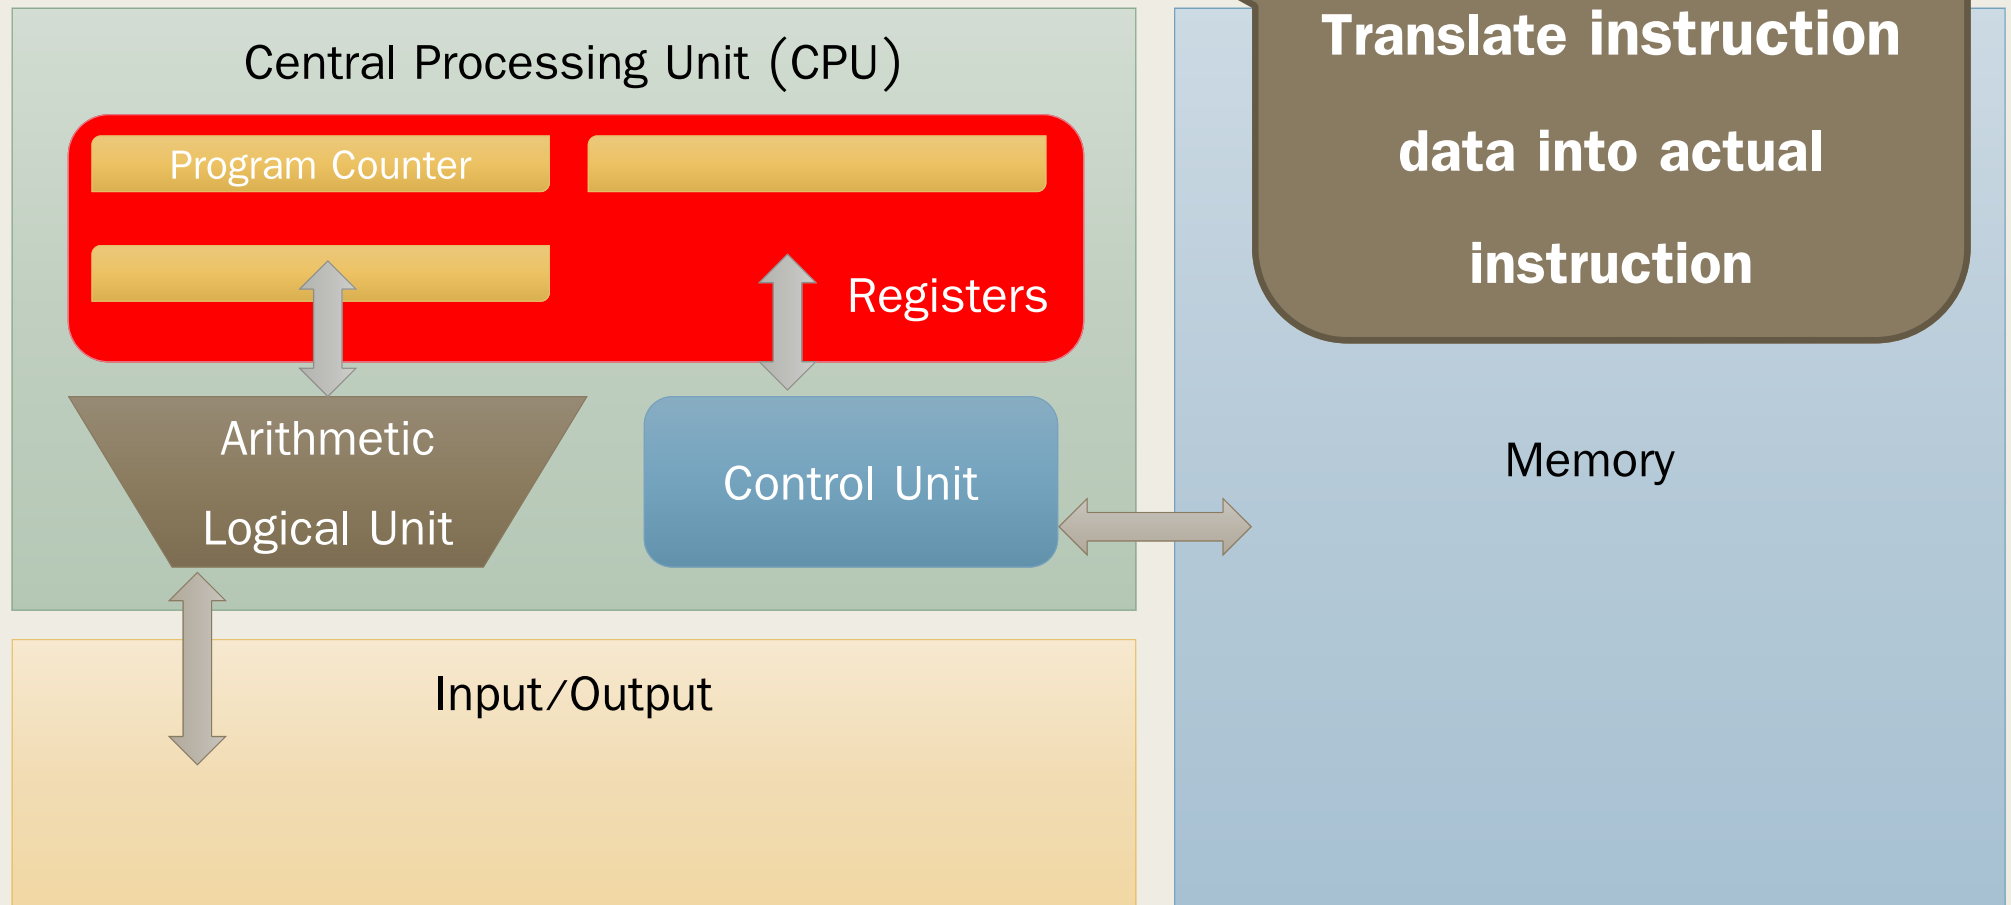 Central Processing Unit (CPU)
Program Counter
Registers
Arithmetic
Logical Unit
Control Unit
Input/Output
Translate instruction
data into actual
instruction
Memory